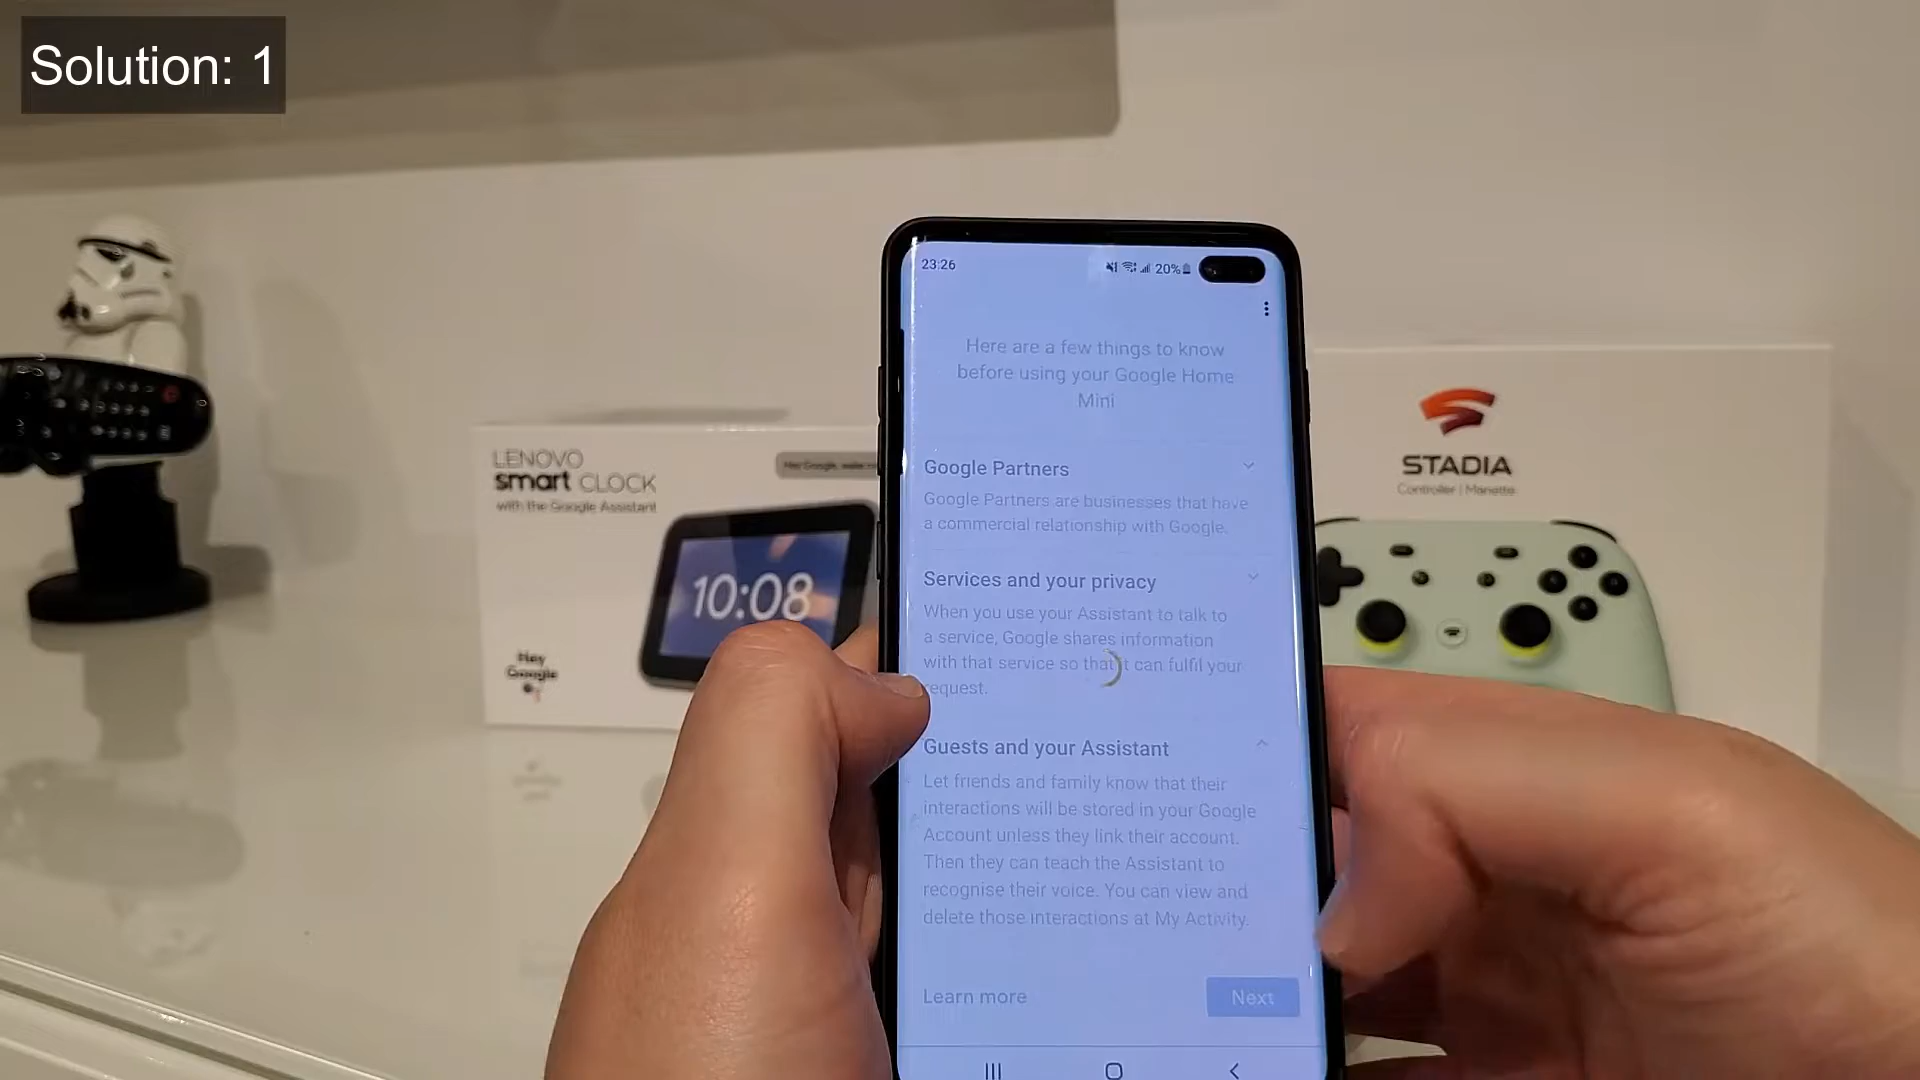 Solution: 1
23:26
20%
Here are a few things to know
before using your Google Home
Mini
Google Partners
Google Partners are businesses that have
a commercial relationship with Google.
Services and your privacy
When you use your Assistant to talk to
a service, Google shares information
with that service so that it can fulfil your
request.
Guests and your Assistant
Let friends and family know that their
interactions will be stored in your Google
Account unless they link their account.
Then they can teach the Assistant to
recognise their voice. You can view and
delete those interactions at My Activity.
Learn more
Next
LENOVO
smart CLOCK
with the Google Assistant
Hey Google,
10:08
Hey
Google
STADIA
Controller | Manette